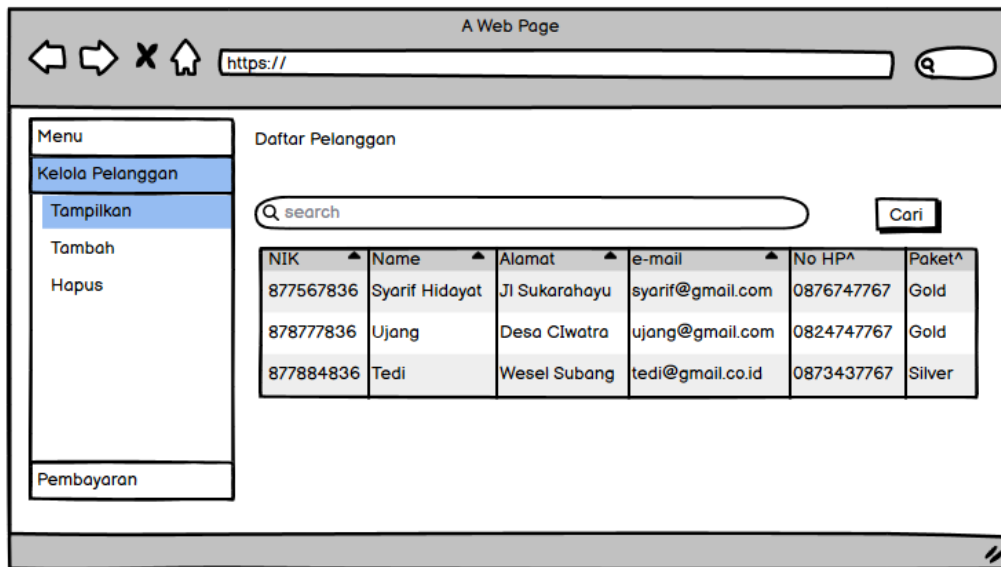 A Web Page
https://
Menu
Kelola Pelanggan
Tampilkan
Tambah
Hapus
Pembayaran
Daftar Pelanggan
search
Cari
NIK Name Alamat e-mail No HP^ Paket^
877567836 Syarif Hidayat Jl Sukarahayu syarif@gmail.com 0876747767 Gold
878777836 Ujang Desa CIwatra ujang@gmail.com 0824747767 Gold
877884836 Tedi Wesel Subang tedi@gmail.co.id 0873437767 Silver